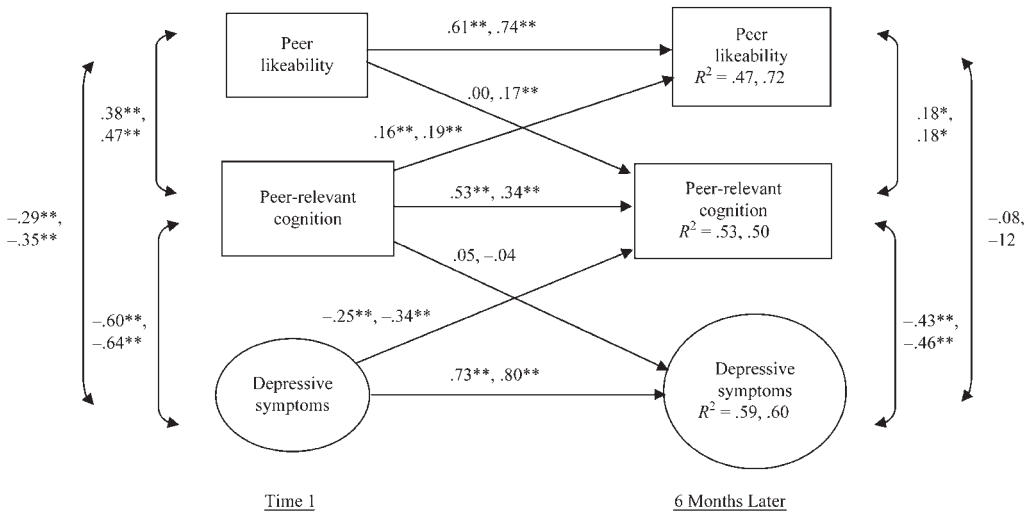 Peer
likeability
.61**, .74**
Peer
likeability
R² = .47, .72
.00, .17**
.16**, .19**
.38**,
.47**
.18*,
.18*
Peer-relevant
cognition
.53**, .34**
Peer-relevant
cognition
R² = .53, .50
–.29**,
–.35**
–.08,
–12
.05, –.04
–.25**, –.34**
–.60**,
–.64**
–.43**,
–.46**
Depressive
symptoms
.73**, .80**
Depressive
symptoms
R² = .59, .60
Time 1
6 Months Later